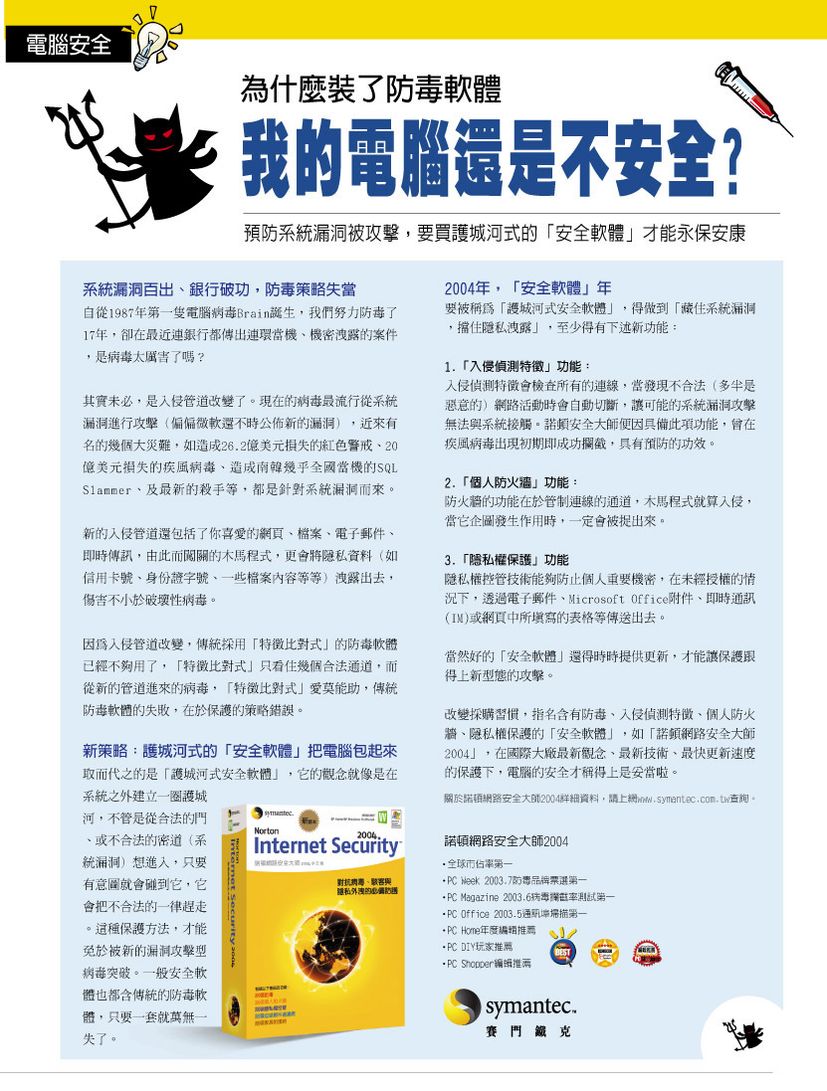 電腦安全
為什麼裝了防毒軟體
我的電腦還是不安全?
預防系統漏洞被攻擊，要買護城河式的「安全軟體」才能永保安康
系統漏洞百出、銀行破功，防毒策略失當
自從1987年第一隻電腦病毒Brain誕生，我們努力防毒了
17年，卻在最近連銀行都傳出連環當機、機密洩露的案件
，是病毒太厲害了嗎？
其實未必，是入侵管道改變了。現在的病毒最流行從系統
漏洞進行攻擊（偏偏微軟還不時公佈新的漏洞），近來有
名的幾個大災難，如造成26.2億美元損失的紅色警戒、20
億美元損失的疾風病毒、造成南韓幾乎全國當機的SQL
Slammer、及最新的殺手等，都是針對系統漏洞而來。
新的入侵管道還包括了你喜愛的網頁、檔案、電子郵件、
即時傳訊，由此而闖關的木馬程式，更會將隱私資料（如
信用卡號、身份證字號、一些檔案內容等等）洩露出去，
傷害不小於破壞性病毒。
因為入侵管道改變，傳統採用「特徵比對式」的防毒軟體
已經不夠用了，「特徵比對式」只看住幾個合法通道，而
從新的管道進來的病毒，「特徵比對式」愛莫能助，傳統
防毒軟體的失敗，在於保護的策略錯誤。
新策略：護城河式的「安全軟體」把電腦包起來
取而代之的是「護城河式安全軟體」，它的觀念就像是在
系統之外建立一圈護城
河，不管是從合法的門
、或不合法的密道（系
統漏洞）想進入，只要
有意圖就會碰到它，它
會把不合法的一律趕走
。這種保護方法，才能
免於被新的漏洞攻擊型
病毒突破。一般安全軟
體也都含傳統的防毒軟
體，只要一套就萬無一
失了。
symantec.
Norton
2004
Internet Security
諾頓網路安全大師
對抗病毒、駭客與
隱私外洩的必備防護
Norton
Internet Security 2004
2004年，「安全軟體」年
要被稱為「護城河式安全軟體」，得做到「藏住系統漏洞
，擋住隱私洩露」，至少得有下述新功能：
1.「入侵偵測特徵」功能：
入侵偵測特徵會檢查所有的連線，當發現不合法（多半是
惡意的）網路活動時會自動切斷，讓可能的系統漏洞攻擊
無法與系統接觸。諾頓安全大師便因具備此項功能，曾在
疾風病毒出現初期即成功攔截，具有預防的功效。
2.「個人防火牆」功能：
防火牆的功能在於管制連線的通道，木馬程式就算入侵，
當它企圖發生作用時，一定會被捉出來。
3.「隱私權保護」功能
隱私權控管技術能夠防止個人重要機密，在未經授權的情
況下，透過電子郵件、Microsoft Office附件、即時通訊
(IM)或網頁中所填寫的表格等傳送出去。
當然好的「安全軟體」還得時時提供更新，才能讓保護跟
得上新型態的攻擊。
改變採購習慣，指名含有防毒、入侵偵測特徵、個人防火
牆、隱私權保護的「安全軟體」，如「諾頓網路安全大師
2004」，在國際大廠最新觀念、最新技術、最快更新速度
的保護下，電腦的安全才稱得上是妥當啦。
關於諾頓網路安全大師2004詳細資料，請上網www.symantec.com.tw查詢。
諾頓網路安全大師2004
・全球市佔率第一
・PC Week 2003.7防毒品牌票選第一
・PC Magazine 2003.6病毒攔截率測試第一
・PC Office 2003.5通訊埠掃描第一
・PC Home年度編輯推薦
・PC DIY玩家推薦
・PC Shopper編輯推薦
BEST
symantec.
賽門鐵克